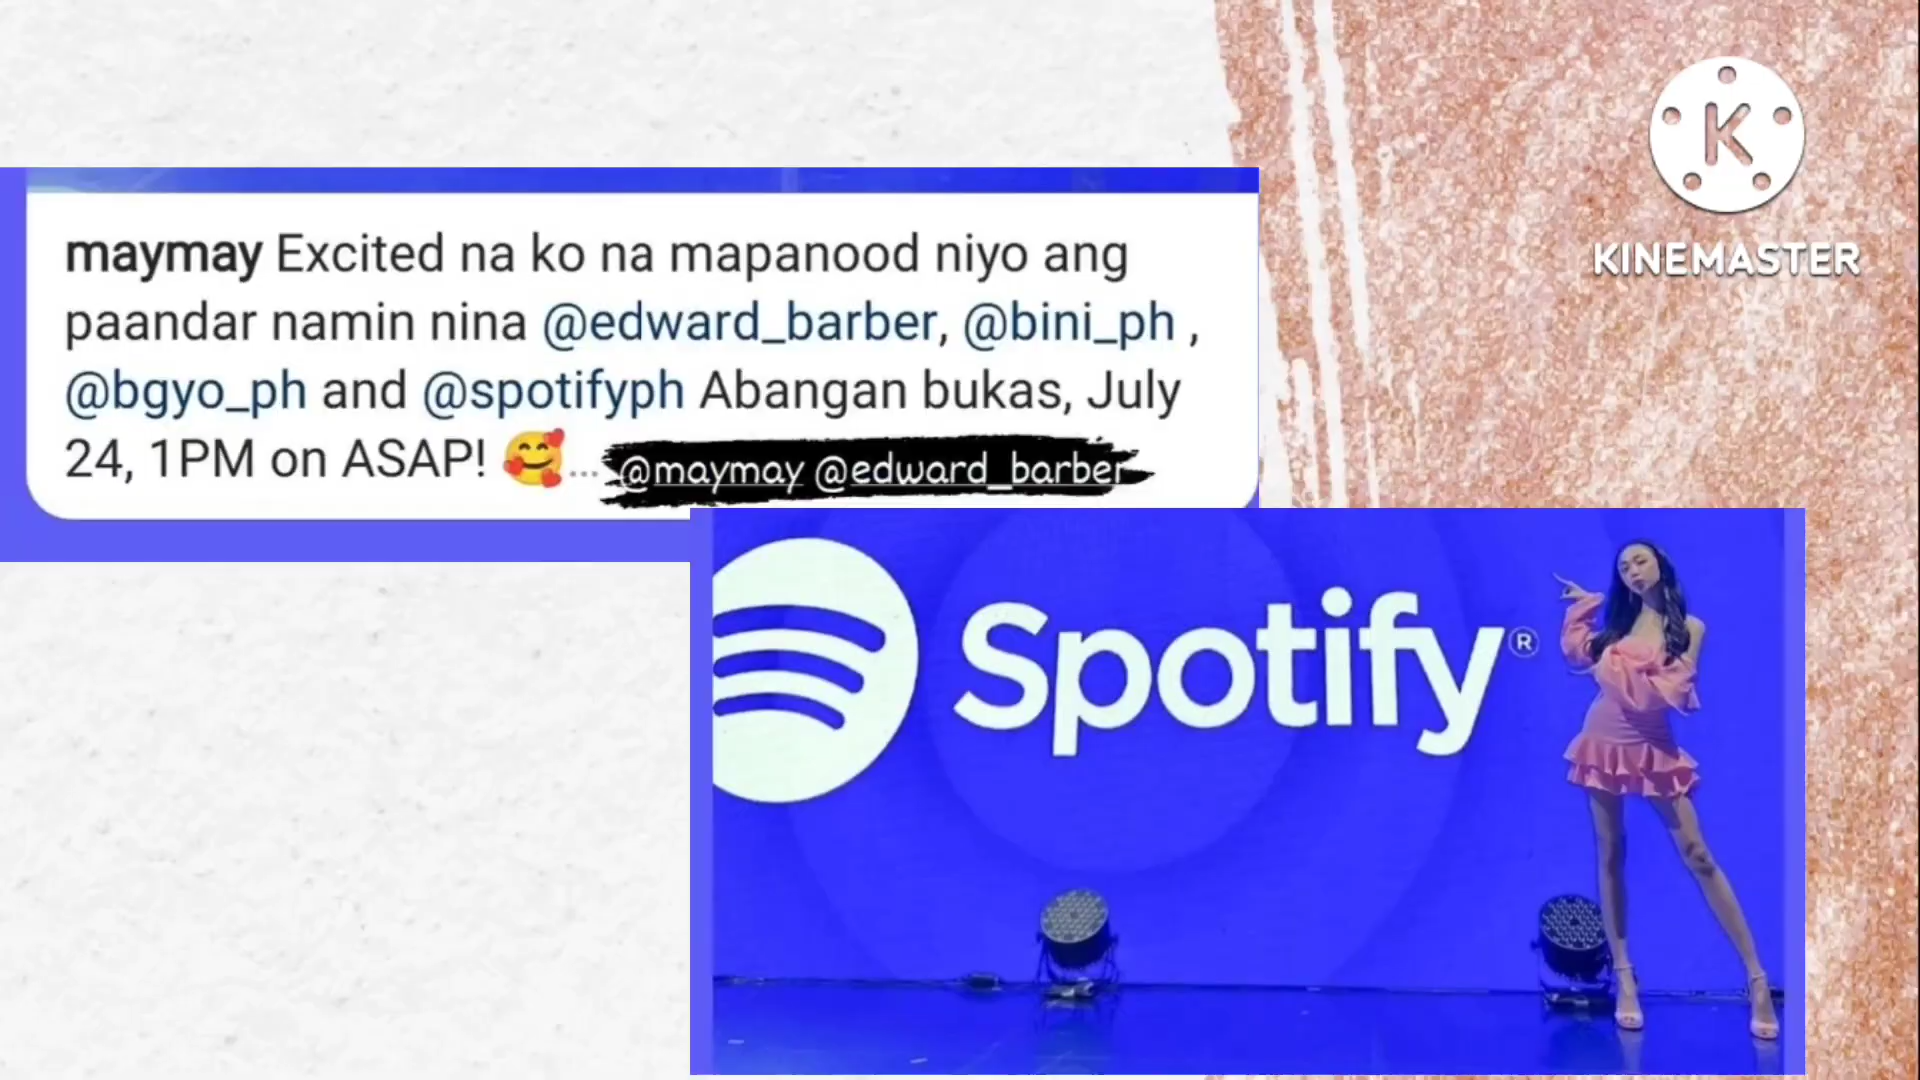 maymay Excited na ko na mapanood niyo ang
paandar namin nina @edward_barber, @bini_ph ,
@bgyo_ph and @spotifyph Abangan bukas, July
24, 1PM on ASAP! 🥰...
@maymay @edward_barber
K
KINEMASTER
Spotify®